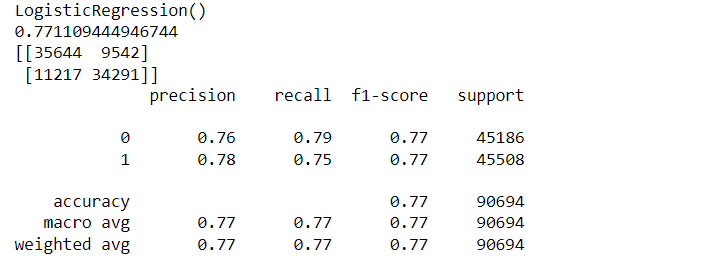 LogisticRegression()
0.771109444946744
[[35644  9542]
 [11217 34291]]
              precision    recall  f1-score   support

           0       0.76      0.79      0.77     45186
           1       0.78      0.75      0.77     45508

    accuracy                           0.77     90694
   macro avg       0.77      0.77      0.77     90694
weighted avg       0.77      0.77      0.77     90694